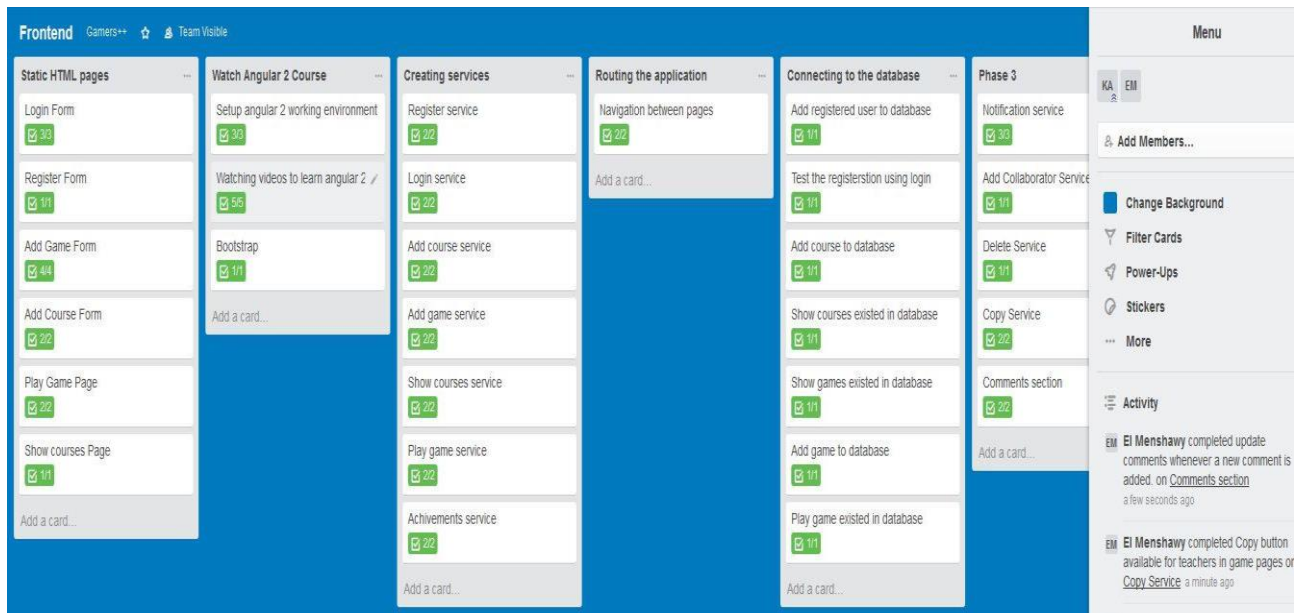 Frontend Gamers++ Team Visible
Static HTML pages
Login Form
3/3
Register Form
1/1
Add Game Form
4/4
Add Course Form
2/2
Play Game Page
2/2
Show courses Page
1/1
Add a card...
Watch Angular 2 Course
Setup angular 2 working environment
3/3
Watching videos to learn angular 2
5/5
Bootstrap
1/1
Add a card...
Creating services
Register service
2/2
Login service
2/2
Add course service
2/2
Add game service
2/2
Show courses service
2/2
Play game service
2/2
Achivements service
2/2
Add a card...
Routing the application
Navigation between pages
2/2
Add a card...
Connecting to the database
Add registered user to database
1/1
Test the registerstion using login
1/1
Add course to database
1/1
Show courses existed in database
1/1
Show games existed in database
1/1
Add game to database
1/1
Play game existed in database
1/1
Add a card...
Phase 3
Notification service
3/3
Add Collaborator Service
1/1
Delete Service
1/1
Copy Service
2/2
Comments section
2/2
Add a card...
Menu
KA EM
Add Members...
Change Background
Filter Cards
Power-Ups
Stickers
More
Activity
EM El Menshawy completed update
comments whenever a new comment is
added. on Comments section
a few seconds ago
EM El Menshawy completed Copy button
available for teachers in game pages on
Copy Service a minute ago